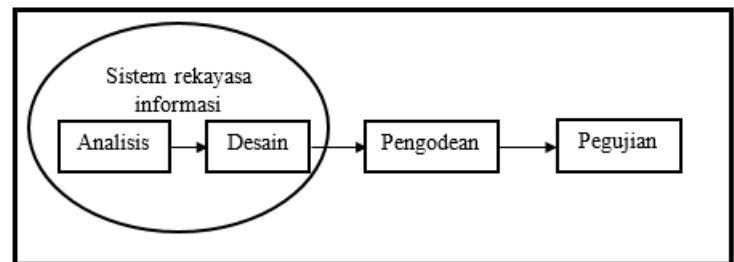 Sistem rekayasa
informasi
Analisis
Desain
Pengodean
Pegujian